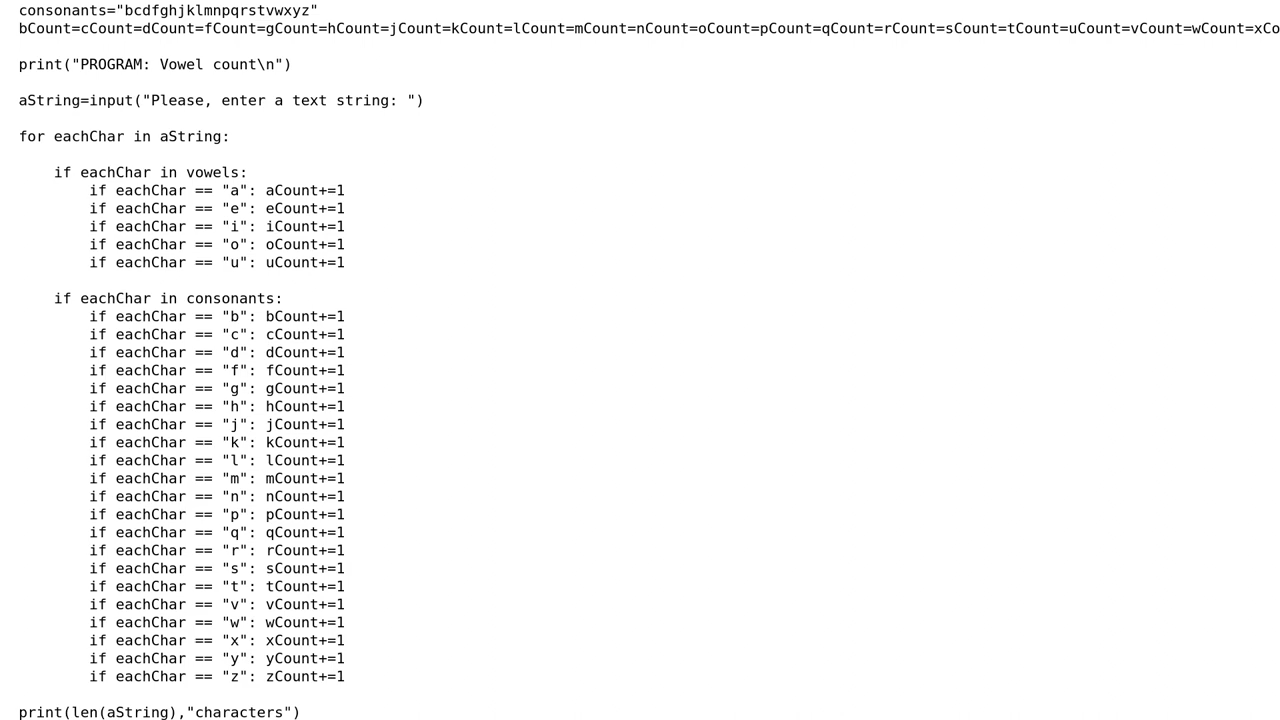 consonants="bcdfghjklmnpqrstvwxyz"
bCount=cCount=dCount=fCount=gCount=hCount=jCount=kCount=lCount=mCount=nCount=oCount=pCount=qCount=rCount=sCount=tCount=uCount=vCount=wCount=xCo
print("PROGRAM: Vowel count\n")
aString=input("Please, enter a text string: ")
for eachChar in aString:
    if eachChar in vowels:
        if eachChar == "a": aCount+=1
        if eachChar == "e": eCount+=1
        if eachChar == "i": iCount+=1
        if eachChar == "o": oCount+=1
        if eachChar == "u": uCount+=1
    if eachChar in consonants:
        if eachChar == "b": bCount+=1
        if eachChar == "c": cCount+=1
        if eachChar == "d": dCount+=1
        if eachChar == "f": fCount+=1
        if eachChar == "g": gCount+=1
        if eachChar == "h": hCount+=1
        if eachChar == "j": jCount+=1
        if eachChar == "k": kCount+=1
        if eachChar == "l": lCount+=1
        if eachChar == "m": mCount+=1
        if eachChar == "n": nCount+=1
        if eachChar == "p": pCount+=1
        if eachChar == "q": qCount+=1
        if eachChar == "r": rCount+=1
        if eachChar == "s": sCount+=1
        if eachChar == "t": tCount+=1
        if eachChar == "v": vCount+=1
        if eachChar == "w": wCount+=1
        if eachChar == "x": xCount+=1
        if eachChar == "y": yCount+=1
        if eachChar == "z": zCount+=1
print(len(aString),"characters")